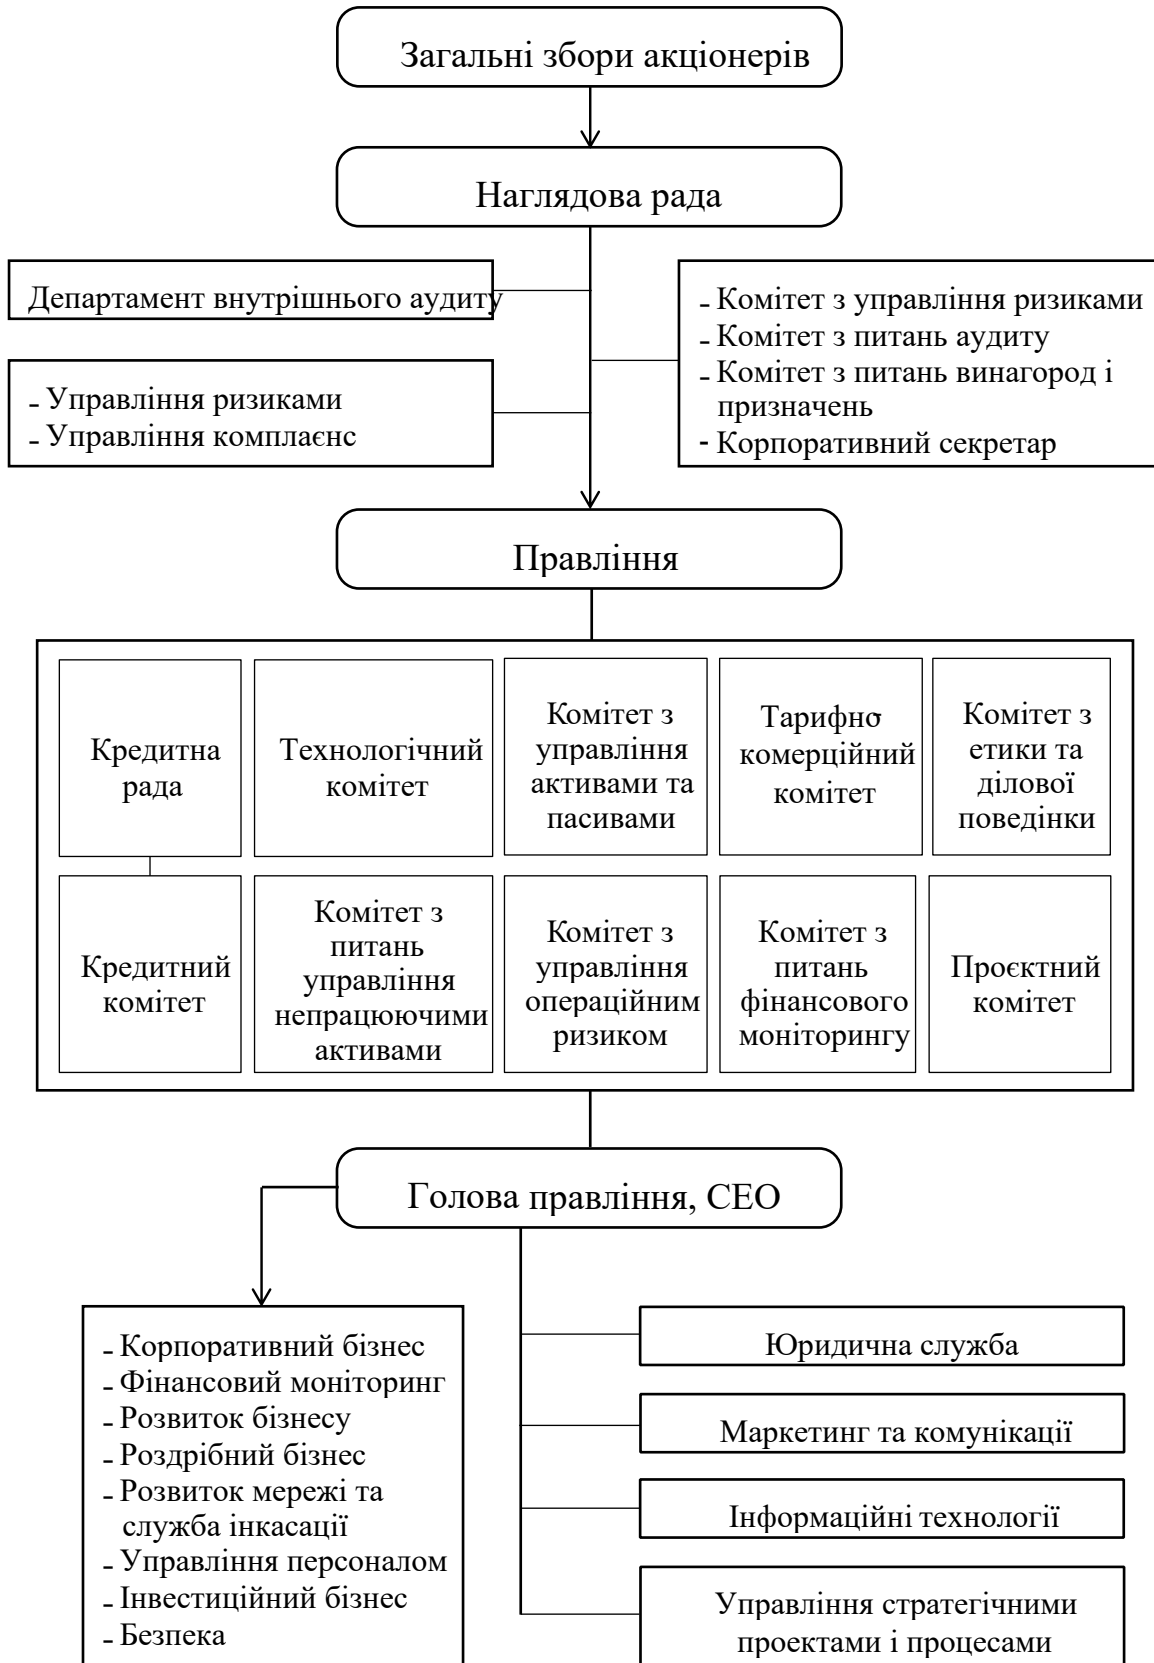 Загальні збори акціонерів
Наглядова рада
Департамент внутрішнього аудиту
- Управління ризиками
- Управління комплаєнс
- Комітет з управління ризиками
- Комітет з питань аудиту
- Комітет з питань винагород і
призначень
- Корпоративний секретар
Правління
Кредитна
рада
Технологічний
комітет
Комітет з
управління
активами та
пасивами
Тарифно-
комерційний
комітет
Комітет з
етики та
ділової
поведінки
Кредитний
комітет
Комітет з
питань
управління
непрацюючими
активами
Комітет з
управління
операційним
ризиком
Комітет з
питань
фінансового
моніторингу
Проєктний
комітет
Голова правління, CEO
- Корпоративний бізнес
- Фінансовий моніторинг
- Розвиток бізнесу
- Роздрібний бізнес
- Розвиток мережі та
служба інкасації
- Управління персоналом
- Інвестиційний бізнес
- Безпека
Юридична служба
Маркетинг та комунікації
Інформаційні технології
Управління стратегічними
проектами і процесами